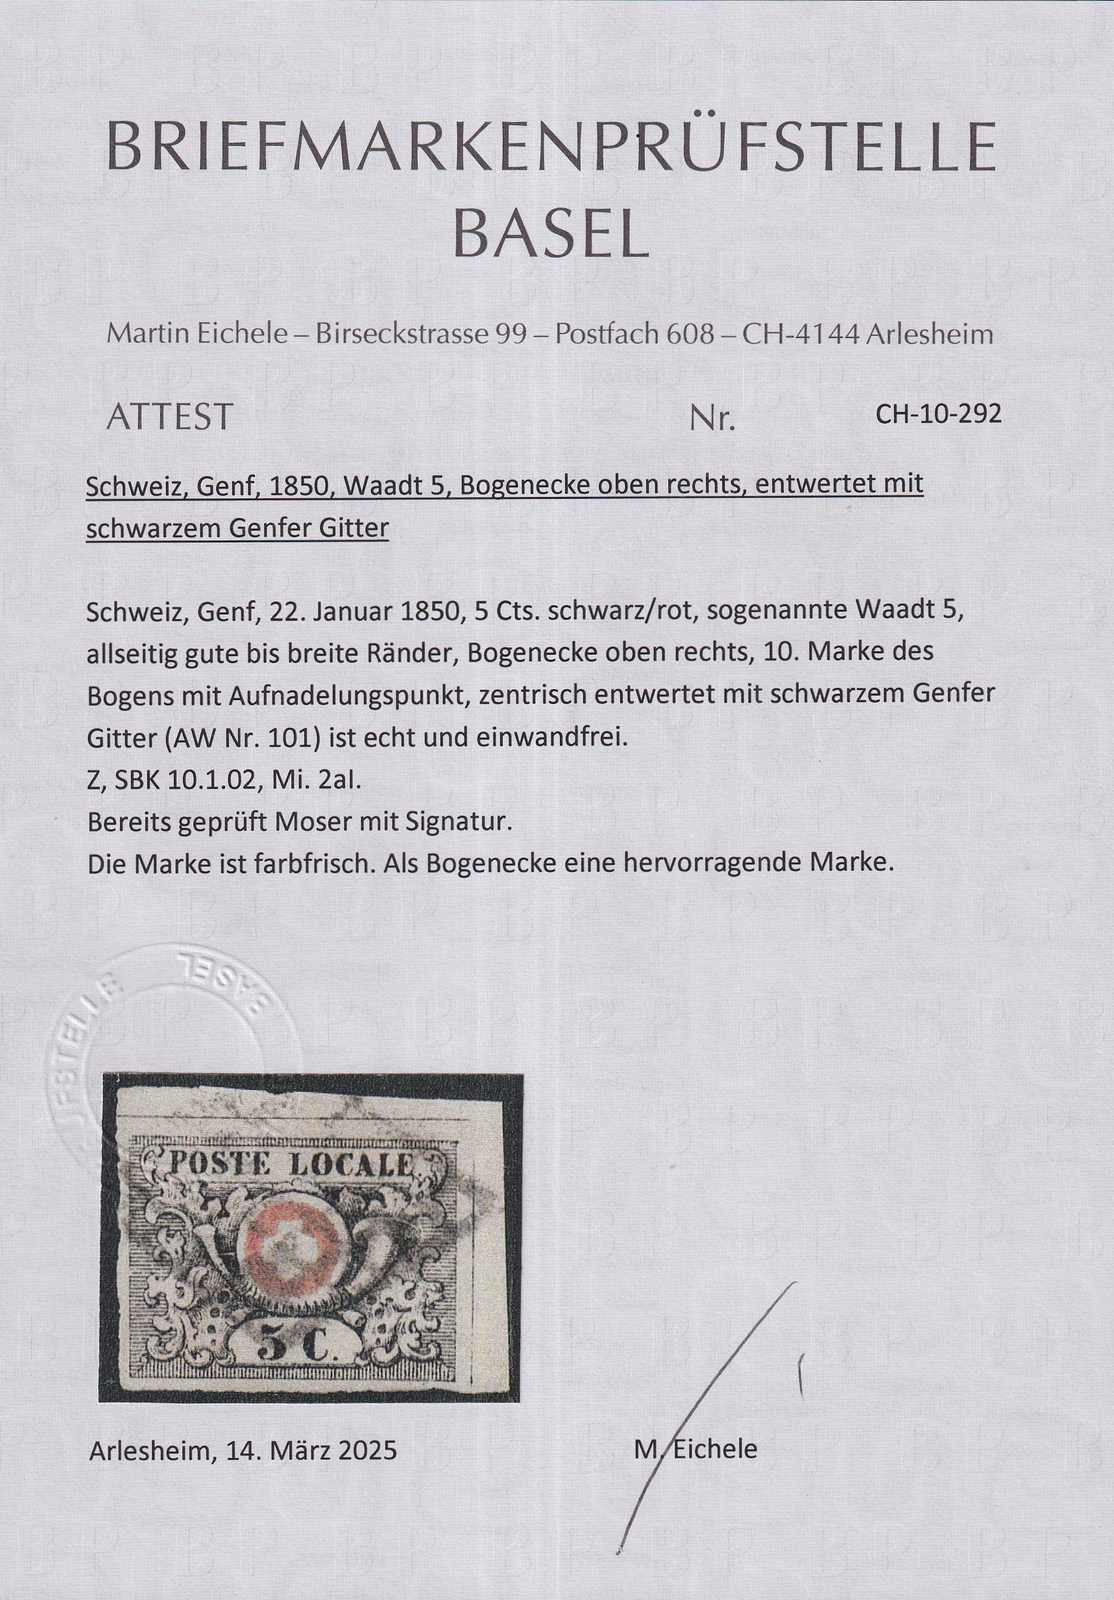 BRIEFMARKENPRÜFSTELLE
BASEL
Martin Eichele – Birseckstrasse 99 – Postfach 608 – CH-4144 Arlesheim
ATTEST Nr. CH-10-292
Schweiz, Genf, 1850, Waadt 5, Bogenecke oben rechts, entwertet mit
schwarzem Genfer Gitter
Schweiz, Genf, 22. Januar 1850, 5 Cts. schwarz/rot, sogenannte Waadt 5,
allseitig gute bis breite Ränder, Bogenecke oben rechts, 10. Marke des
Bogens mit Aufnadelungspunkt, zentrisch entwertet mit schwarzem Genfer
Gitter (AW Nr. 101) ist echt und einwandfrei.
Z, SBK 10.1.02, Mi. 2aI.
Bereits geprüft Moser mit Signatur.
Die Marke ist farbfrisch. Als Bogenecke eine hervorragende Marke.
BASEL
POSTE LOCALE
5 C.
Arlesheim, 14. März 2025 M. Eichele